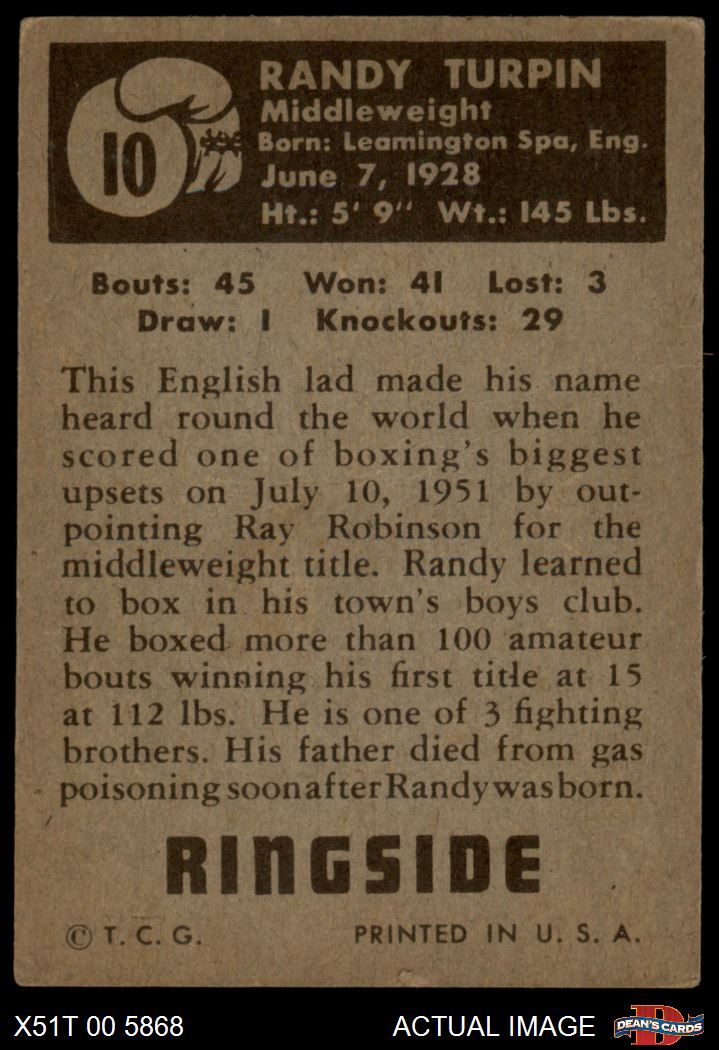 10
RANDY TURPIN
Middleweight
Born: Leamington Spa, Eng.
June 7, 1928
Ht.: 5' 9" Wt.: 145 Lbs.
Bouts: 45 Won: 41 Lost: 3
Draw: 1 Knockouts: 29
This English lad made his name
heard round the world when he
scored one of boxing's biggest
upsets on July 10, 1951 by out-
pointing Ray Robinson for the
middleweight title. Randy learned
to box in his town's boys club.
He boxed more than 100 amateur
bouts winning his first title at 15
at 112 lbs. He is one of 3 fighting
brothers. His father died from gas
poisoning soon after Randy was born.
RINGSIDE
© T. C. G. PRINTED IN U. S. A.
X51T 00 5868 ACTUAL IMAGE D DEAN'S CARDS